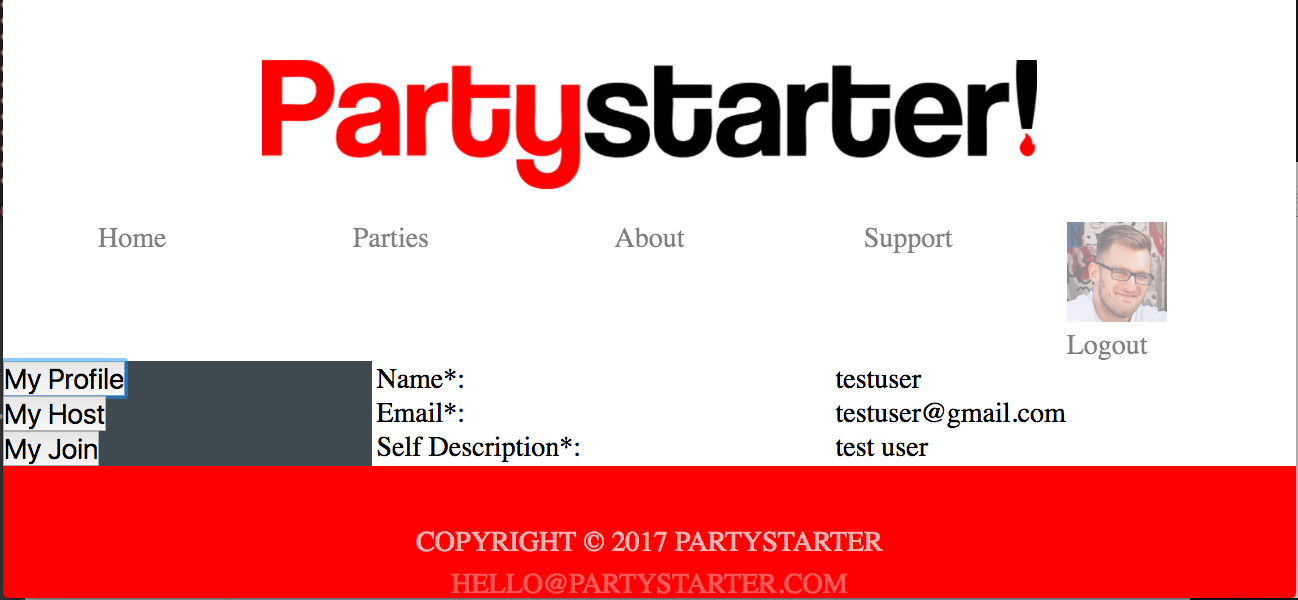 Partystarter!
Home Parties About Support
Logout
My Profile Name*: testuser
My Host Email*: testuser@gmail.com
My Join Self Description*: test user
COPYRIGHT © 2017 PARTYSTARTER
HELLO@PARTYSTARTER.COM